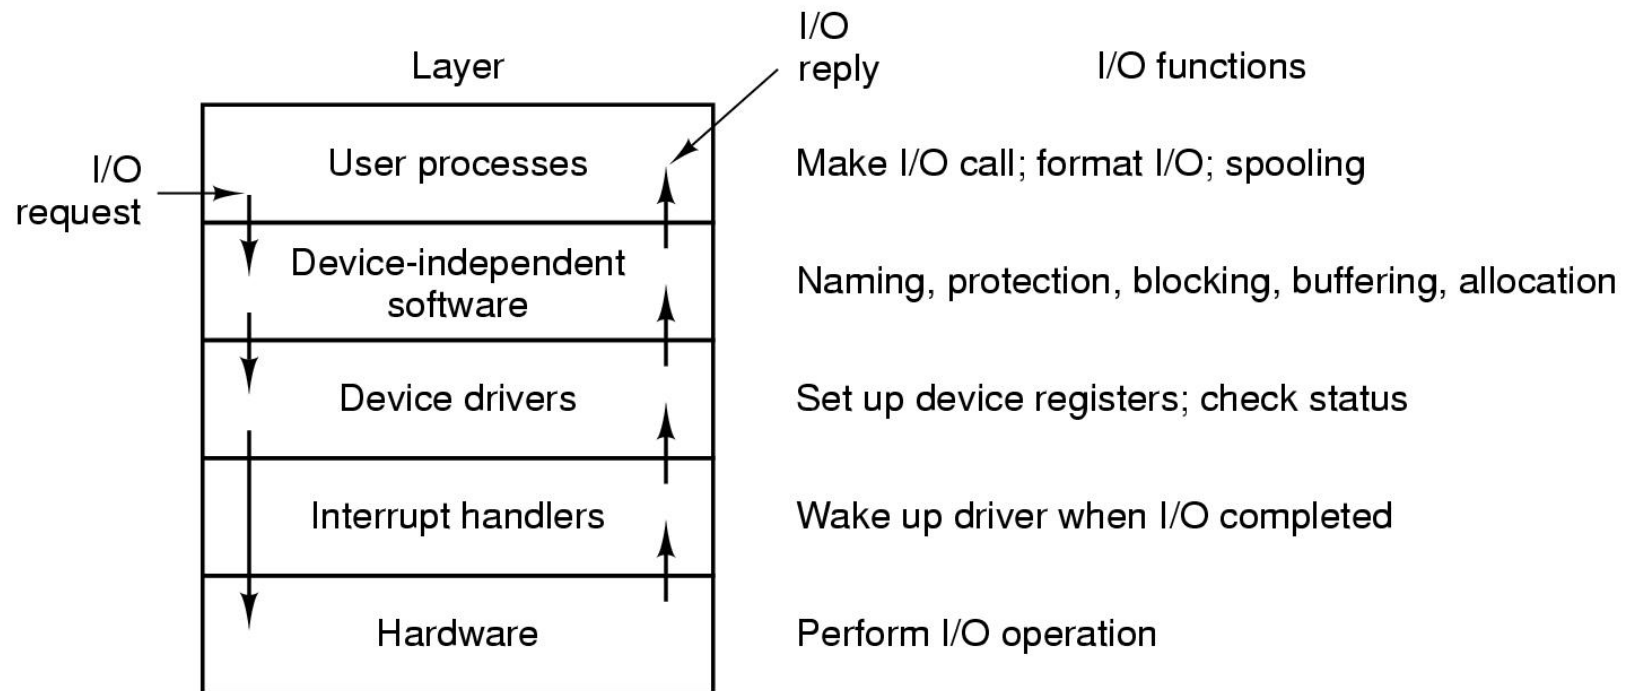 Layer
I/O
reply
I/O functions
I/O
request
User processes
Make I/O call; format I/O; spooling
Device-independent
software
Naming, protection, blocking, buffering, allocation
Device drivers
Set up device registers; check status
Interrupt handlers
Wake up driver when I/O completed
Hardware
Perform I/O operation